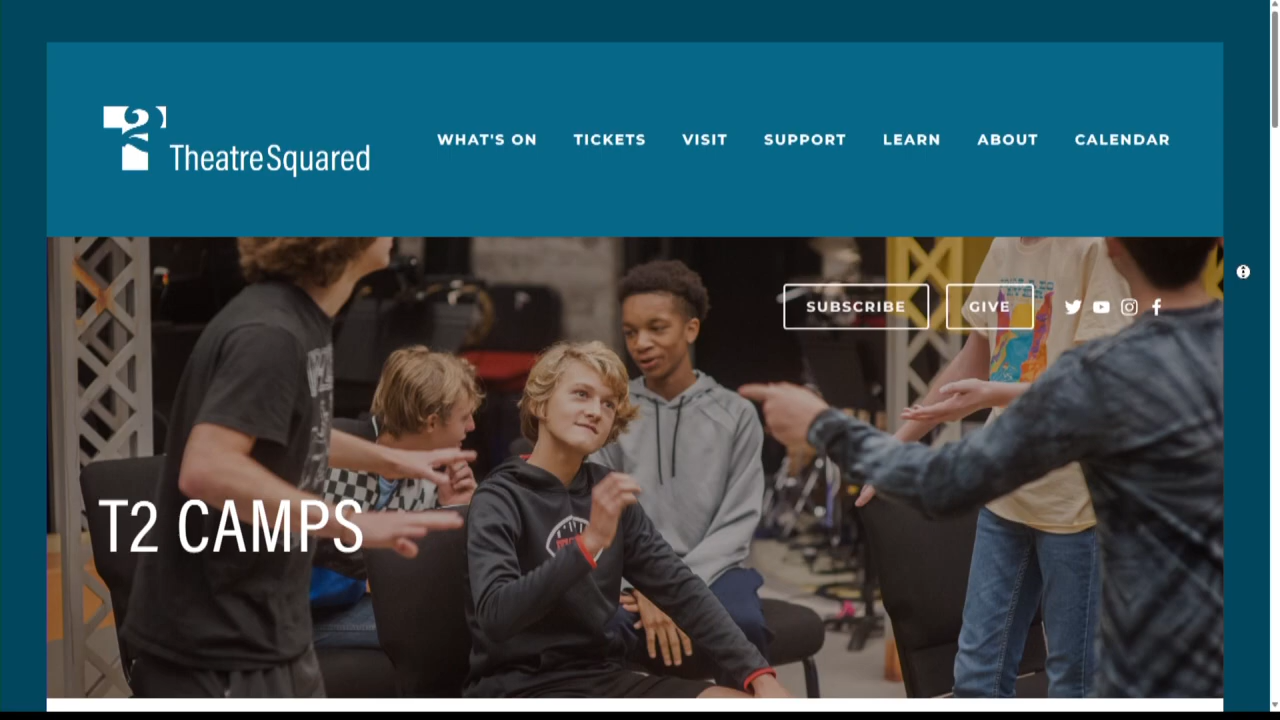 TheatreSquared
WHAT'S ON TICKETS VISIT SUPPORT LEARN ABOUT CALENDAR
SUBSCRIBE GIVE
T2 CAMPS